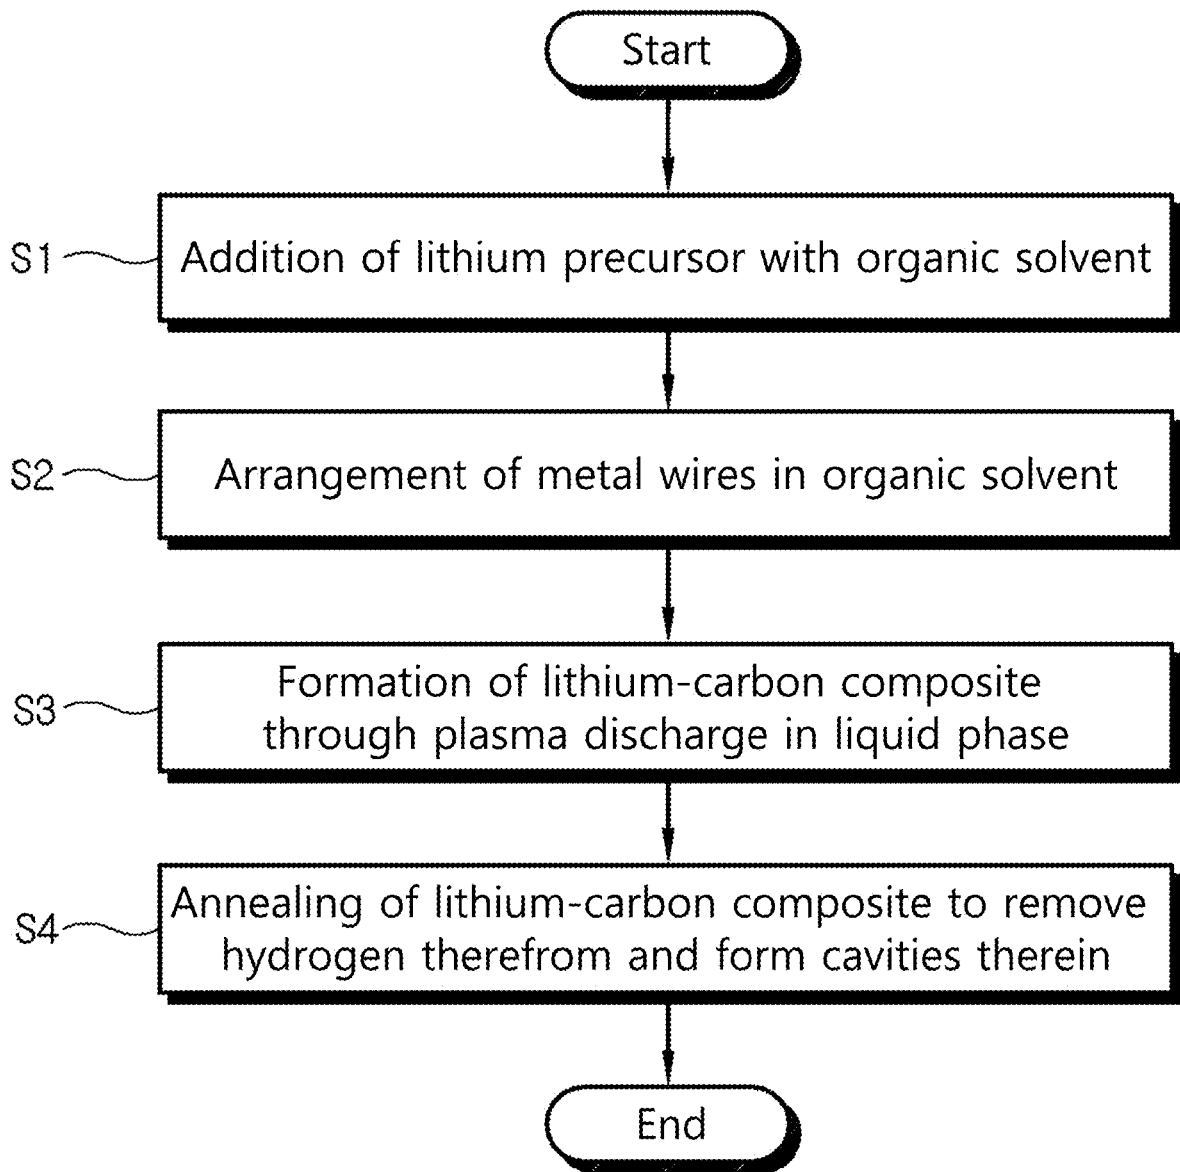 Start
S1
Addition of lithium precursor with organic solvent
S2
Arrangement of metal wires in organic solvent
S3
Formation of lithium-carbon composite
through plasma discharge in liquid phase
S4
Annealing of lithium-carbon composite to remove
hydrogen therefrom and form cavities therein
End